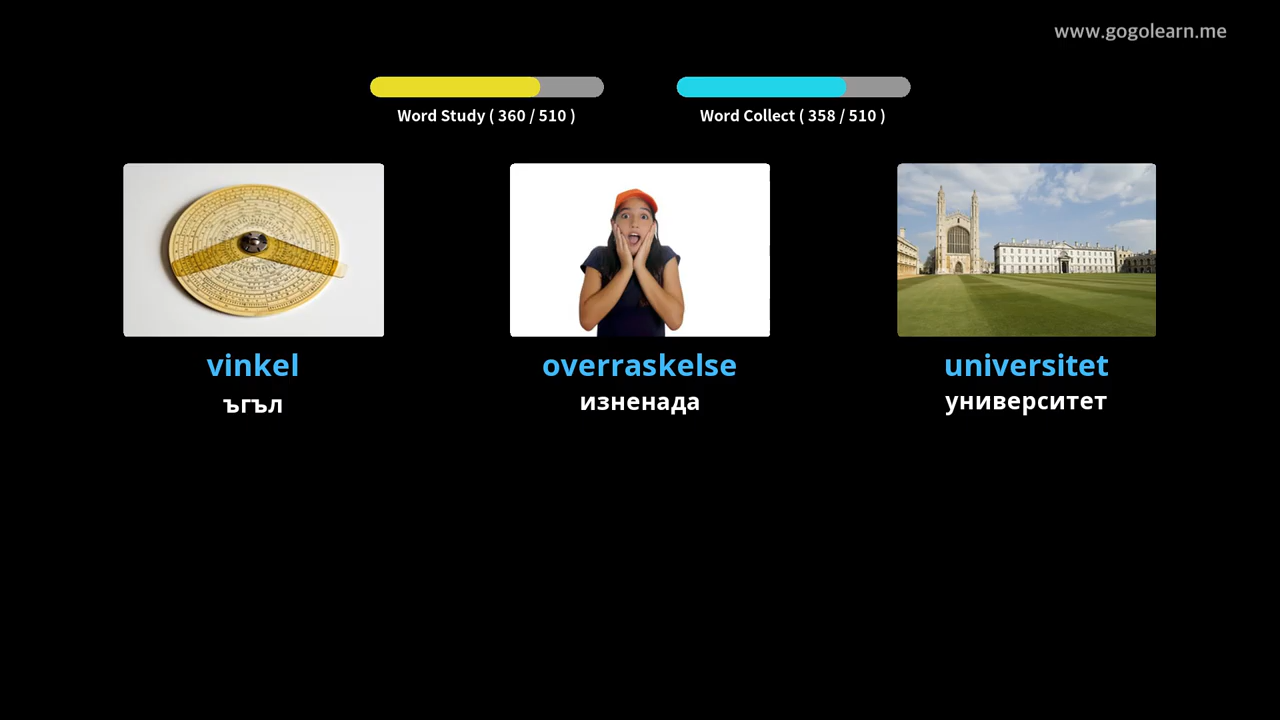 www.gogolearn.me
Word Study ( 360 / 510 )
Word Collect ( 358 / 510 )
vinkel
overraskelse
universitet
ъгъл
изненада
университет